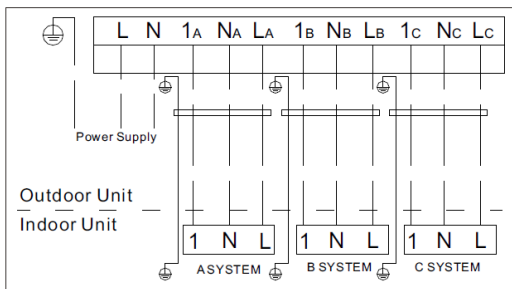 L N 1A NA LA 1B NB LB 1C NC LC
Power Supply
Outdoor Unit
Indoor Unit
1 N L 1 N L 1 N L
A SYSTEM B SYSTEM C SYSTEM